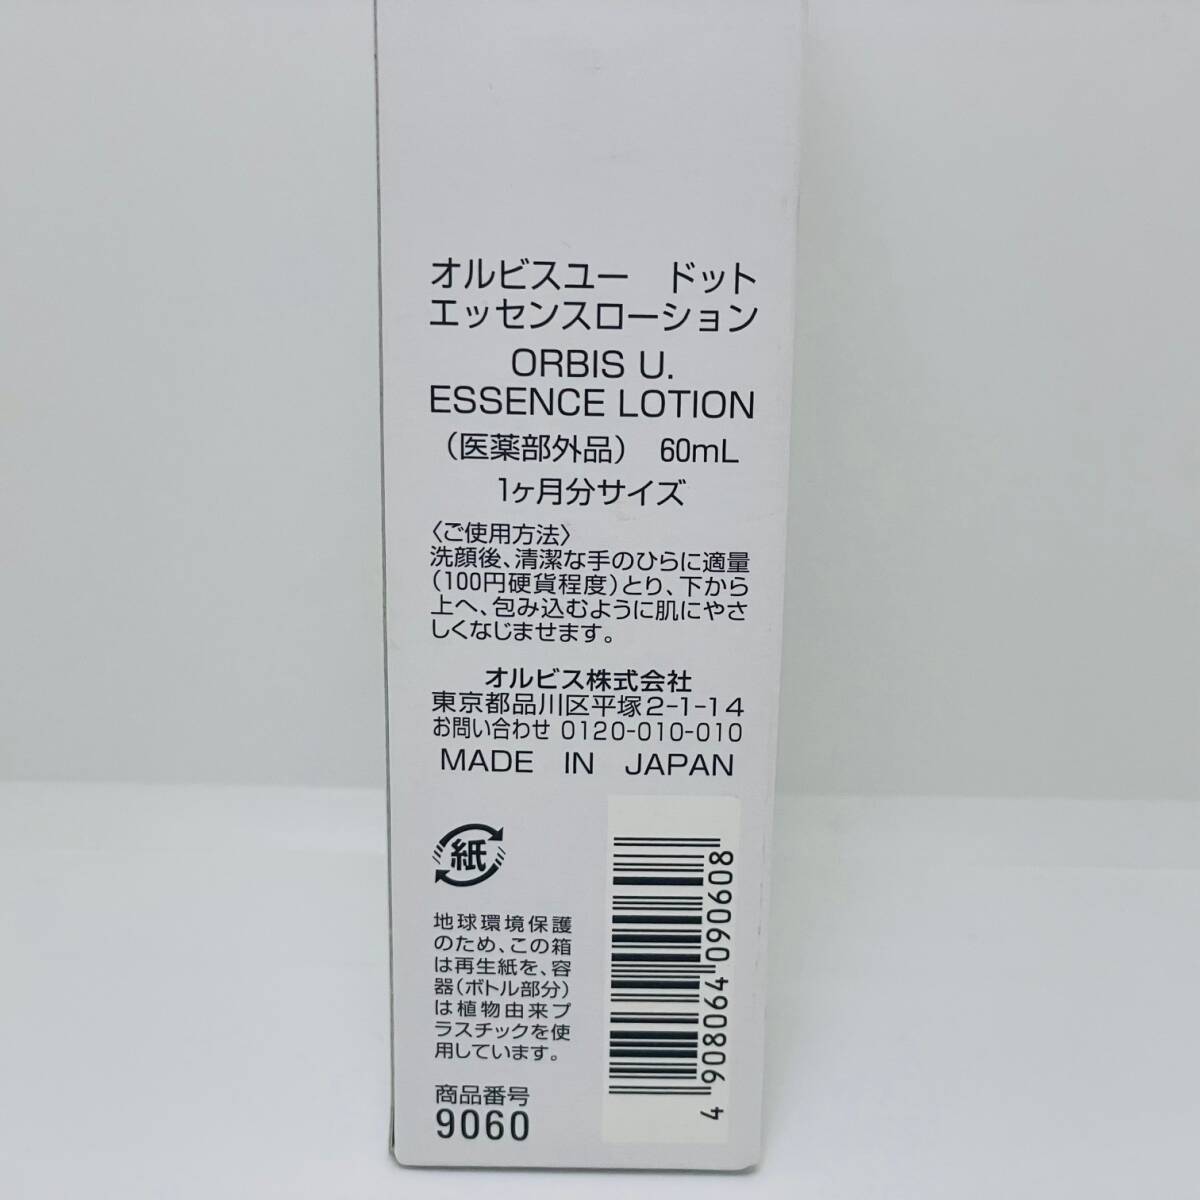 オルビスユー　ドット
エッセンスローション
ORBIS U.
ESSENCE LOTION
（医薬部外品）　60mL
1ヶ月分サイズ
〈ご使用方法〉
洗顔後、清潔な手のひらに適量
(100円硬貨程度)とり、下から
上へ、包み込むように肌にやさ
しくなじませます。
オルビス株式会社
東京都品川区平塚2-1-14
お問い合わせ 0120-010-010
MADE IN JAPAN
紙
地球環境保護
のため、この箱
は再生紙を、容
器(ボトル部分)
は植物由来プ
ラスチックを使
用しています。
商品番号
9060
809060 490806 4